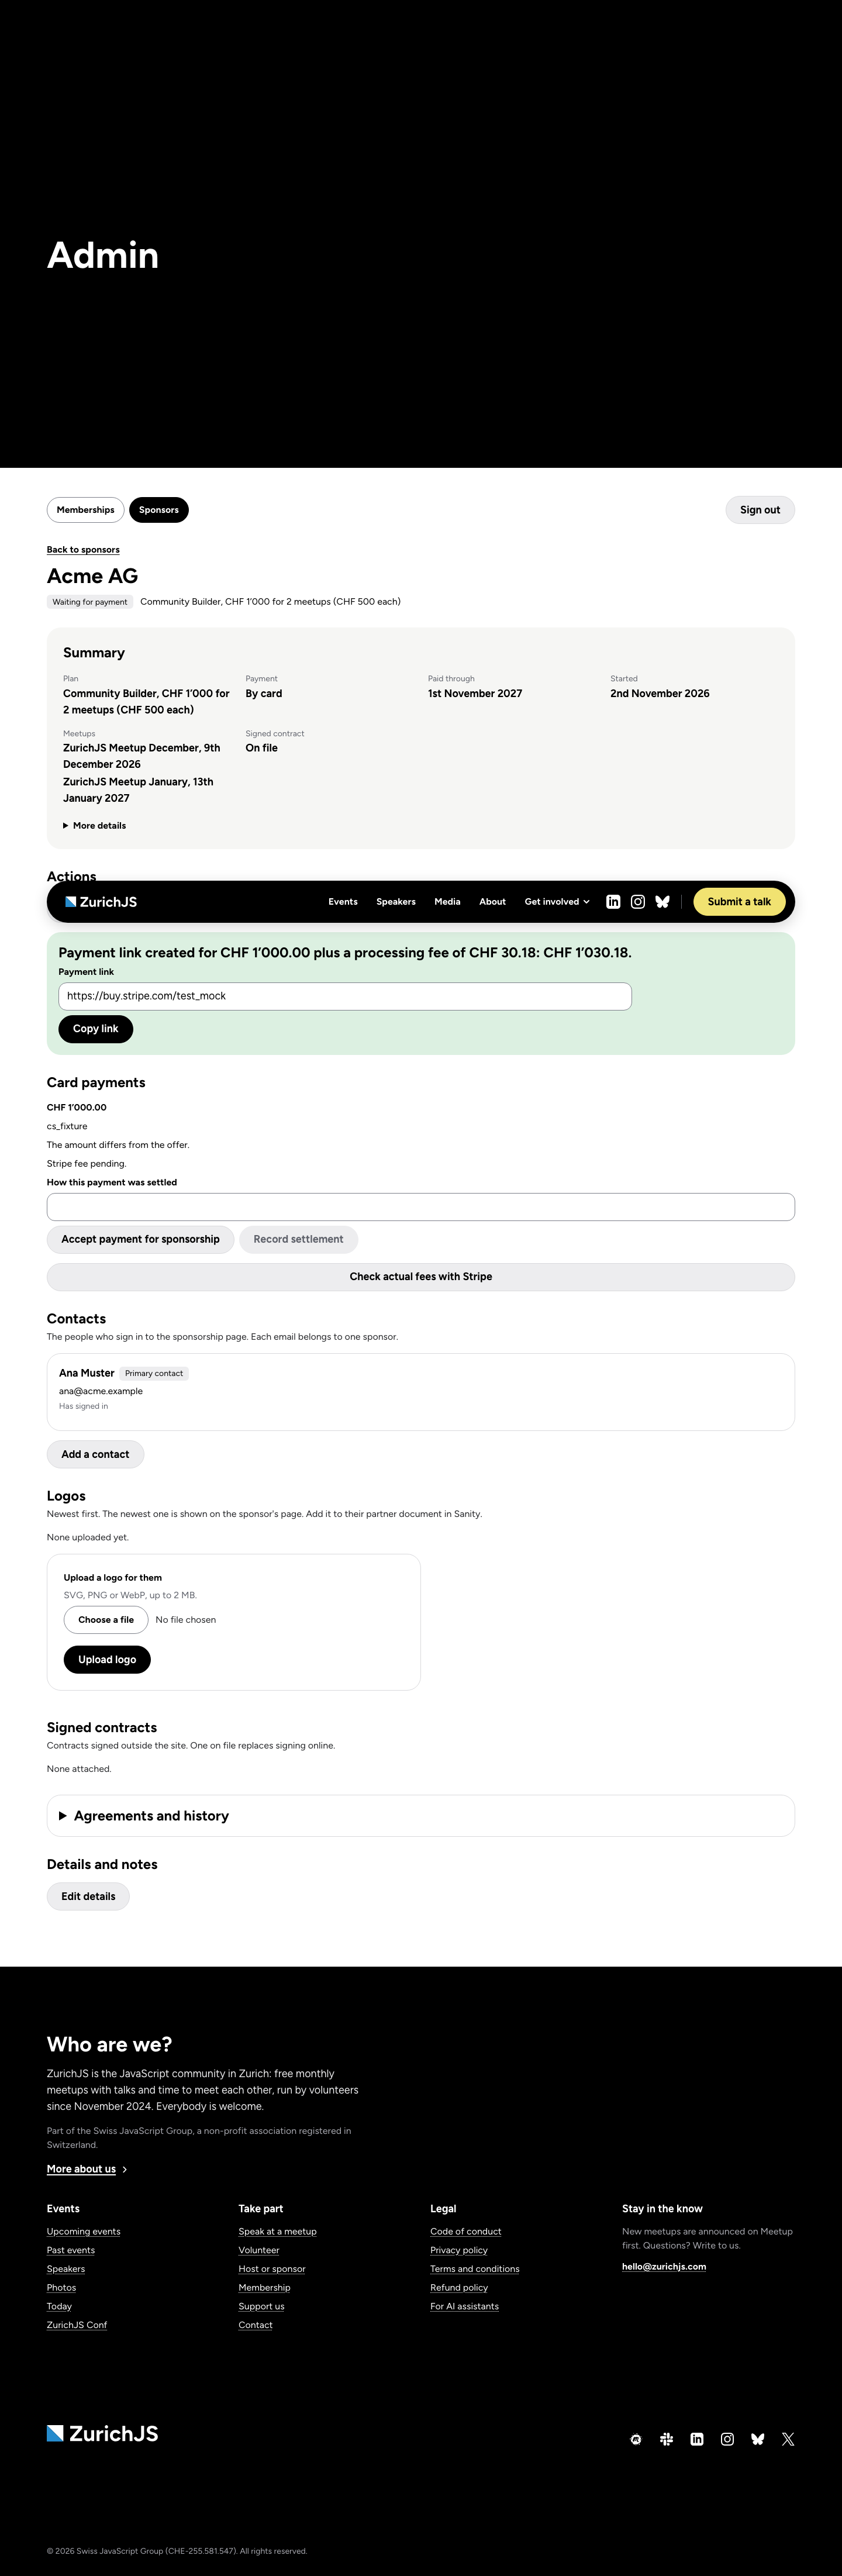 Admin
Memberships
Sponsors
Sign out
Back to sponsors
Acme AG
Waiting for payment
Community Builder, CHF 1’000 for 2 meetups (CHF 500 each)
Summary
Plan
Community Builder, CHF 1’000 for
2 meetups (CHF 500 each)
Payment
By card
Paid through
1st November 2027
Started
2nd November 2026
Meetups
ZurichJS Meetup December, 9th
December 2026
ZurichJS Meetup January, 13th
January 2027
Signed contract
On file
More details
Actions
ZurichJS
Events
Speakers
Media
About
Get involved
Submit a talk
Payment link created for CHF 1’000.00 plus a processing fee of CHF 30.18: CHF 1’030.18.
Payment link
https://buy.stripe.com/test_mock
Copy link
Card payments
CHF 1’000.00
cs_fixture
The amount differs from the offer.
Stripe fee pending.
How this payment was settled
Accept payment for sponsorship
Record settlement
Check actual fees with Stripe
Contacts
The people who sign in to the sponsorship page. Each email belongs to one sponsor.
Ana Muster
Primary contact
ana@acme.example
Has signed in
Add a contact
Logos
Newest first. The newest one is shown on the sponsor's page. Add it to their partner document in Sanity.
None uploaded yet.
Upload a logo for them
SVG, PNG or WebP, up to 2 MB.
Choose a file
No file chosen
Upload logo
Signed contracts
Contracts signed outside the site. One on file replaces signing online.
None attached.
Agreements and history
Details and notes
Edit details
Who are we?
ZurichJS is the JavaScript community in Zurich: free monthly
meetups with talks and time to meet each other, run by volunteers
since November 2024. Everybody is welcome.
Part of the Swiss JavaScript Group, a non-profit association registered in
Switzerland.
More about us
Events
Upcoming events
Past events
Speakers
Photos
Today
ZurichJS Conf
Take part
Speak at a meetup
Volunteer
Host or sponsor
Membership
Support us
Contact
Legal
Code of conduct
Privacy policy
Terms and conditions
Refund policy
For AI assistants
Stay in the know
New meetups are announced on Meetup
first. Questions? Write to us.
hello@zurichjs.com
ZurichJS
© 2026 Swiss JavaScript Group (CHE-255.581.547). All rights reserved.